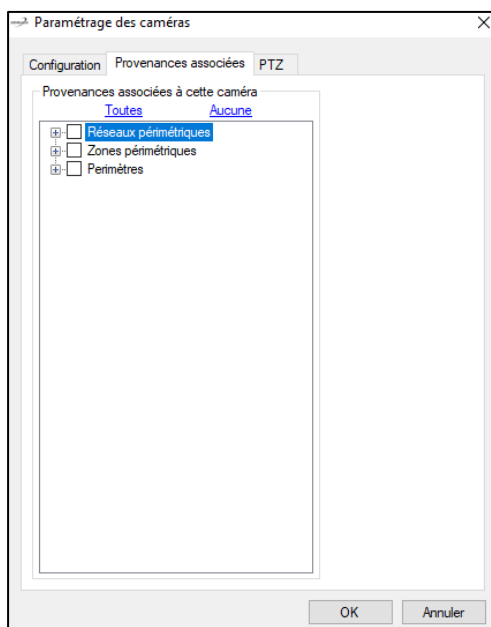 Paramétrage des caméras
Configuration Provenances associées PTZ
Provenances associées à cette caméra
Toutes Aucune
Réseaux périmétriques
Zones périmétriques
Perimètres
OK Annuler